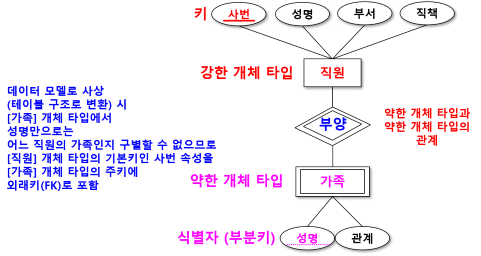 키 사번 성명 부서 직책
강한 개체 타입 직원
데이터 모델로 사상
(테이블 구조로 변환) 시
[가족] 개체 타입에서
성명만으로는
어느 직원의 가족인지 구별할 수 없으므로
[직원] 개체 타입의 기본키인 사번 속성을
[가족] 개체 타입의 주키에
외래키(FK)로 포함
부양
약한 개체 타입과
약한 개체 타입의
관계
약한 개체 타입 가족
식별자 (부분키) 성명 관계